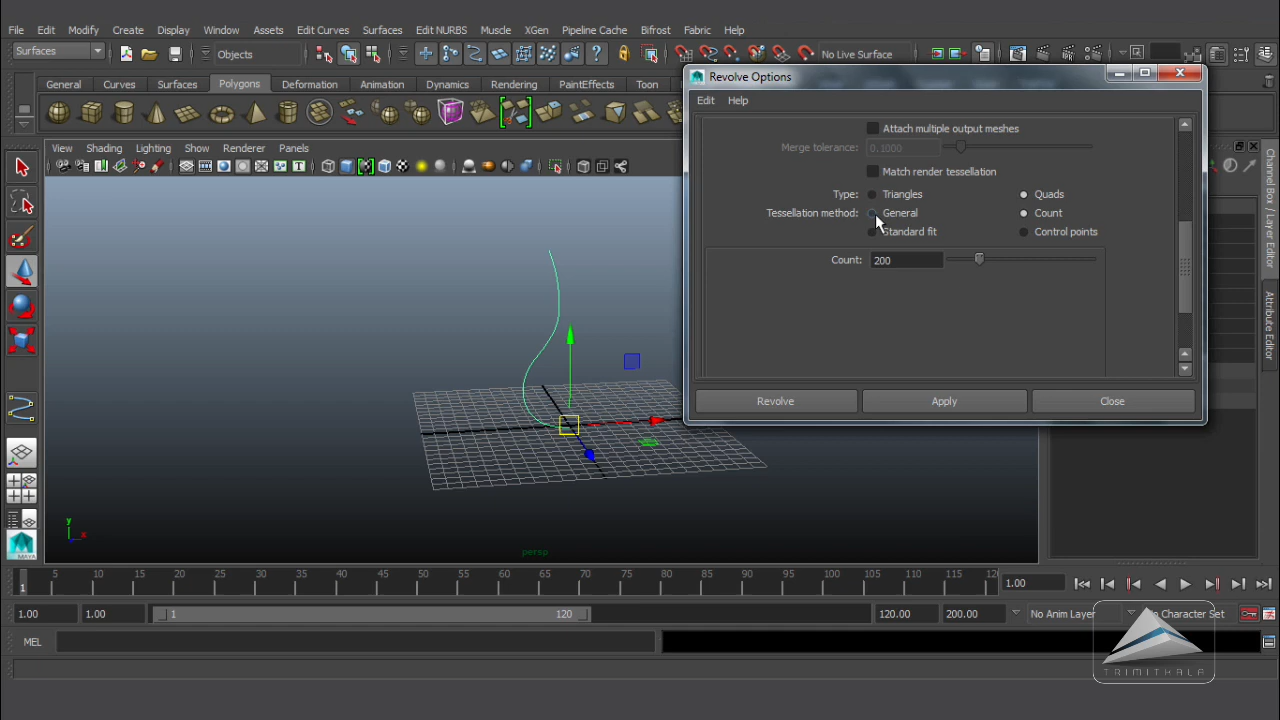 File Edit Modify Create Display Window Assets Edit Curves Surfaces Edit NURBS Muscle XGen Pipeline Cache Bifrost Fabric Help
Surfaces Objects No Live Surface
General Curves Surfaces Polygons Deformation Animation Dynamics Rendering PaintEffects Toon
View Shading Lighting Show Renderer Panels
Revolve Options
Edit Help
Attach multiple output meshes
Merge tolerance: 0.1000
Match render tessellation
Type: Triangles Quads
Tessellation method: General Count
Standard fit Control points
Count: 200
Revolve Apply Close
Channel Box / Layer Editor
Attribute Editor
y
x
persp
MAYA
1 5 10 15 20 25 30 35 40 45 50 55 60 65 70 75 80 85 90 95 100 105 110 115 12 1.00
1.00 1.00 1 120 120.00 200.00 No Anim Layer Character Set
MEL
TRIMITHALA